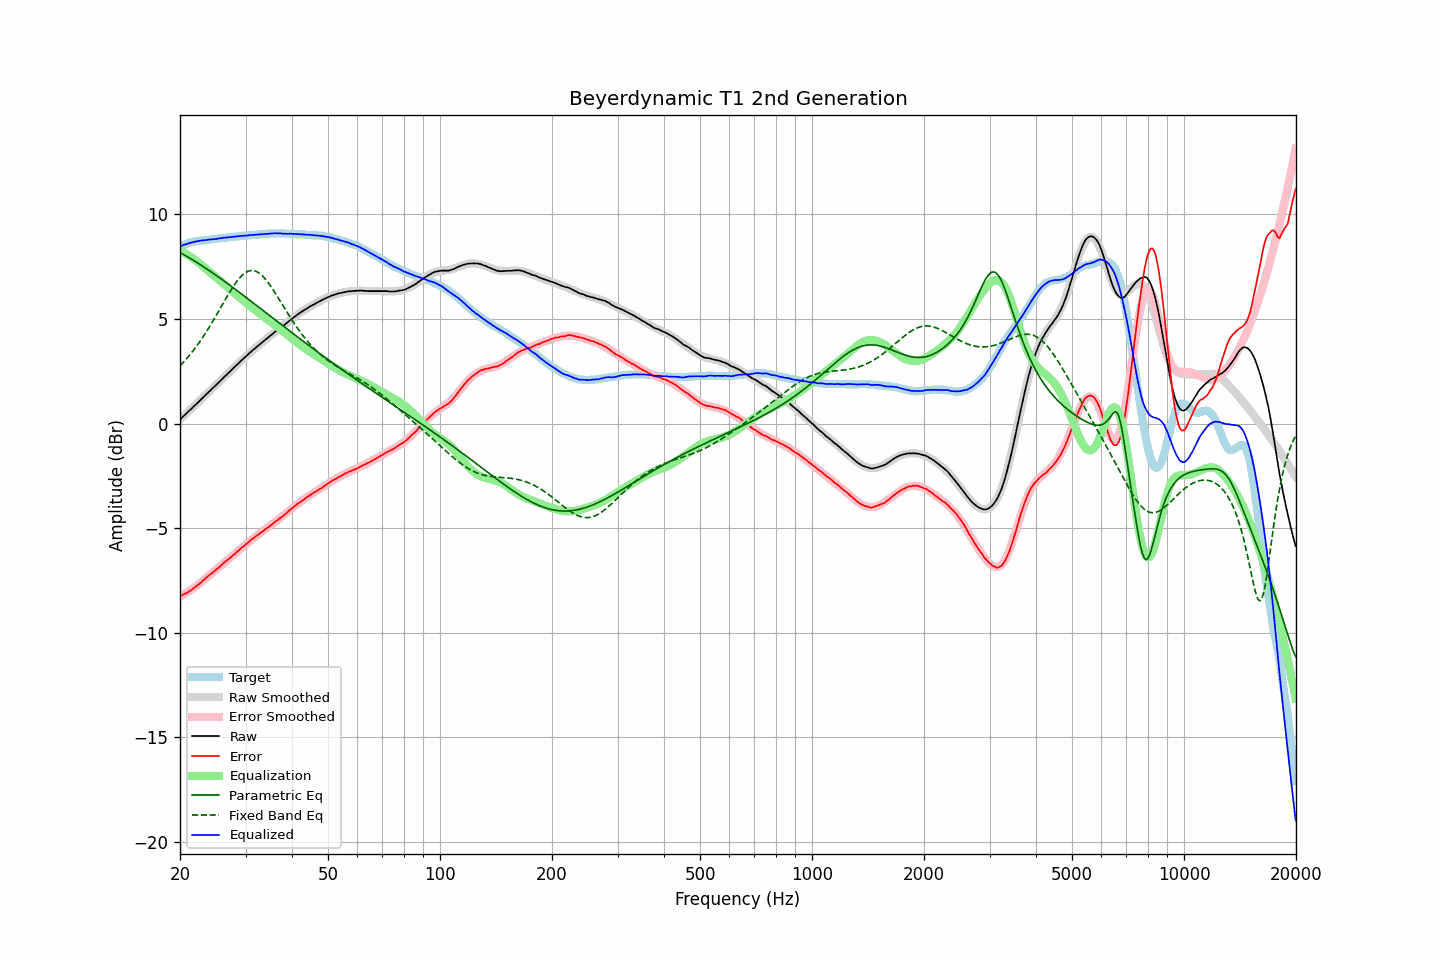 Beyerdynamic T1 2nd Generation
Amplitude (dBr)
10
5
0
−5
−10
−15
−20
Target
Raw Smoothed
Error Smoothed
Raw
Error
Equalization
Parametric Eq
Fixed Band Eq
Equalized
20 50 100 200 500 1000 2000 5000 10000 20000
Frequency (Hz)